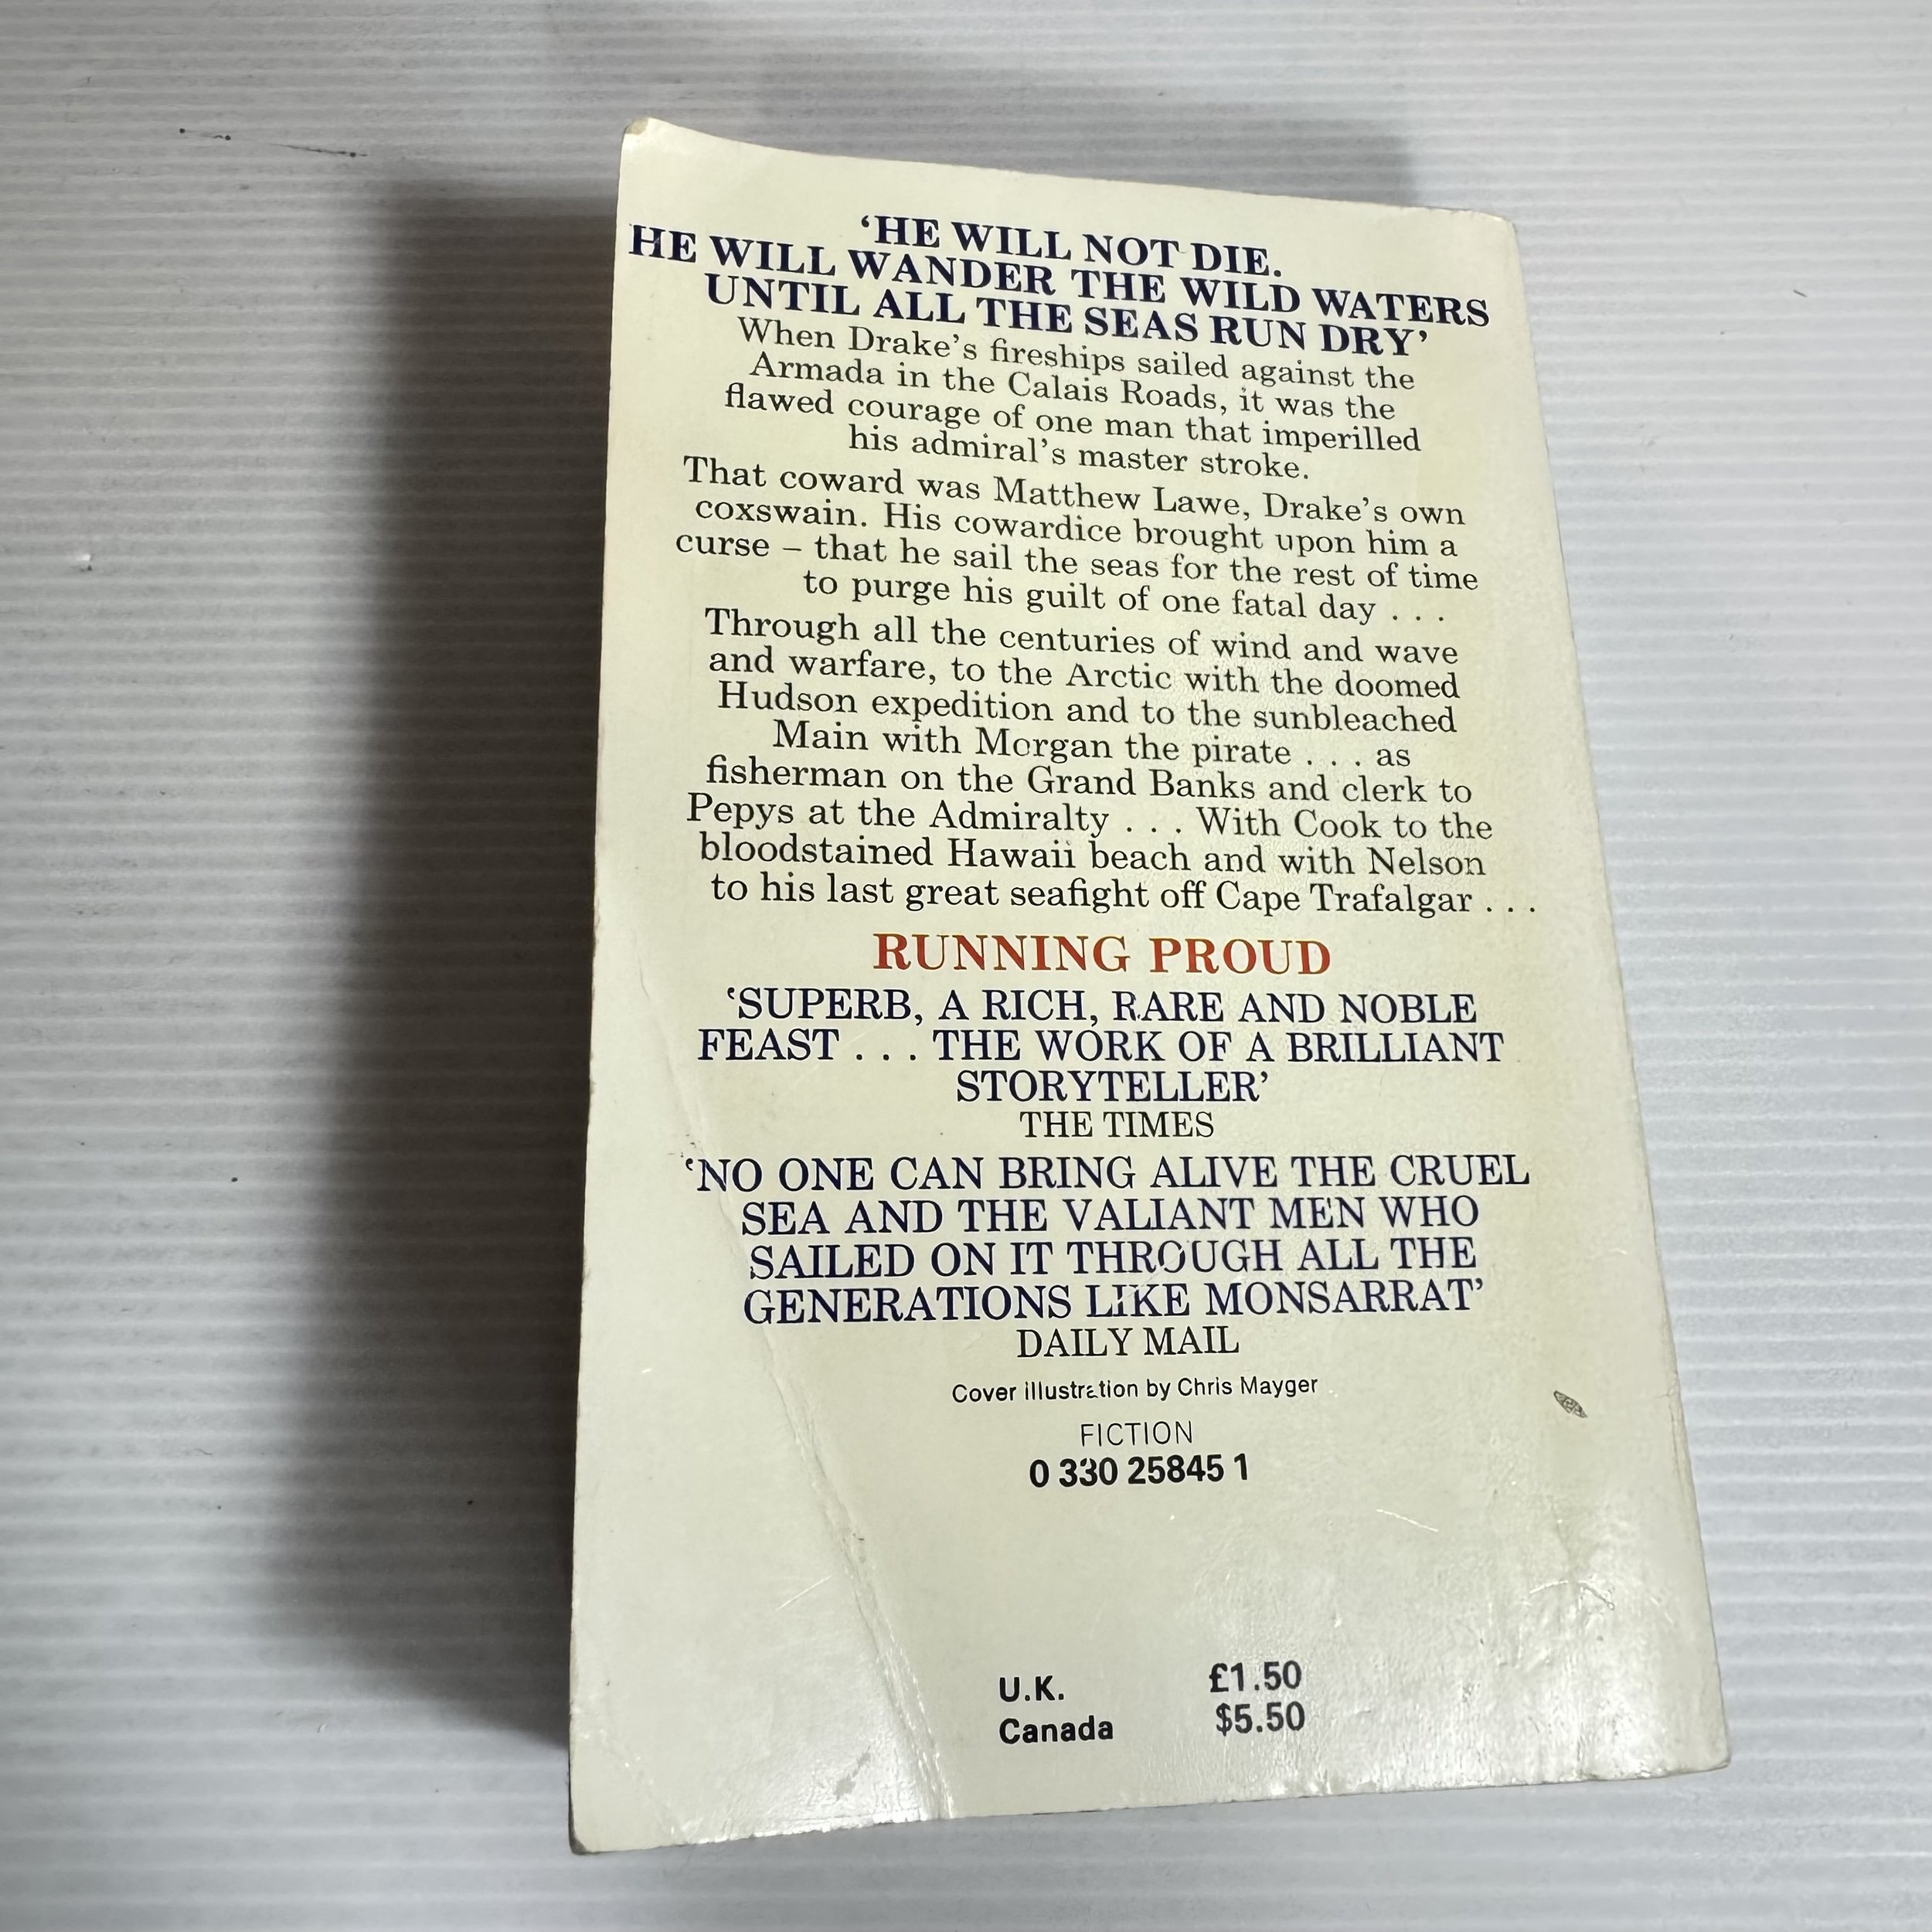 ‘HE WILL NOT DIE.
HE WILL WANDER THE WILD WATERS
UNTIL ALL THE SEAS RUN DRY’
When Drake’s fireships sailed against the
Armada in the Calais Roads, it was the
flawed courage of one man that imperilled
his admiral’s master stroke.
That coward was Matthew Lawe, Drake’s own
coxswain. His cowardice brought upon him a
curse – that he sail the seas for the rest of time
to purge his guilt of one fatal day . . .
Through all the centuries of wind and wave
and warfare, to the Arctic with the doomed
Hudson expedition and to the sunbleached
Main with Morgan the pirate . . . as
fisherman on the Grand Banks and clerk to
Pepys at the Admiralty . . . With Cook to the
bloodstained Hawaii beach and with Nelson
to his last great seafight off Cape Trafalgar . . .
RUNNING PROUD
‘SUPERB, A RICH, RARE AND NOBLE
FEAST . . . THE WORK OF A BRILLIANT
STORYTELLER’
THE TIMES
‘NO ONE CAN BRING ALIVE THE CRUEL
SEA AND THE VALIANT MEN WHO
SAILED ON IT THROUGH ALL THE
GENERATIONS LIKE MONSARRAT’
DAILY MAIL
Cover illustration by Chris Mayger
FICTION
0 330 25845 1
U.K. £1.50
Canada $5.50